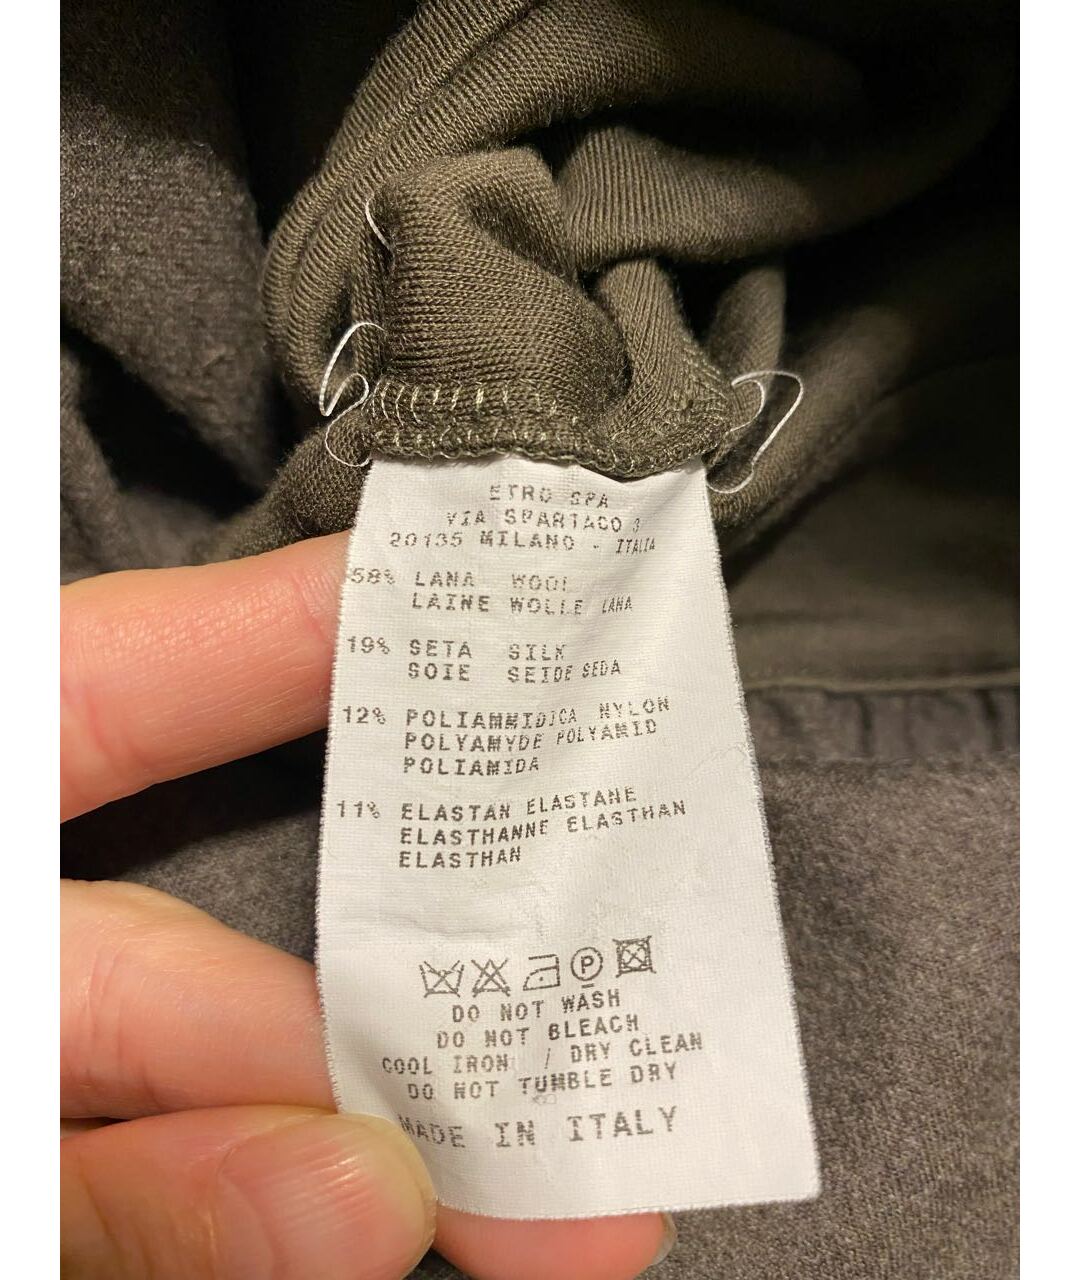 ETRO SPA
VIA SPARTACO 3
20135 MILANO - ITALIA
58% LANA WOOL
LAINE WOLLE LANA
19% SETA SILK
SOIE SEIDE SEDA
12% POLIAMMIDICA NYLON
POLYAMYDE POLYAMID
POLIAMIDA
11% ELASTAN ELASTANE
ELASTHANNE ELASTHAN
ELASTHAN
P
DO NOT WASH
DO NOT BLEACH
COOL IRON / DRY CLEAN
DO NOT TUMBLE DRY
MADE IN ITALY